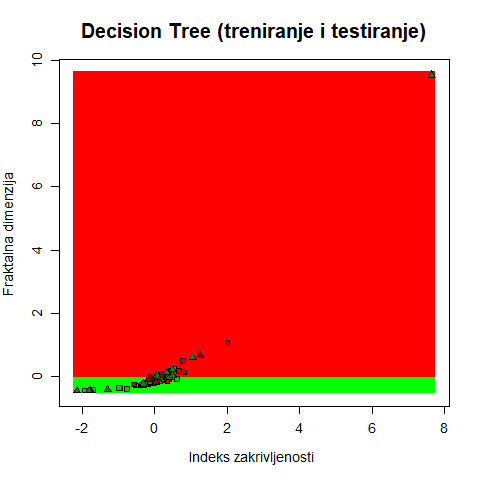 Decision Tree (treniranje i testiranje)
Fraktalna dimenzija
10
8
6
4
2
0
-2 0 2 4 6 8
Indeks zakrivljenosti